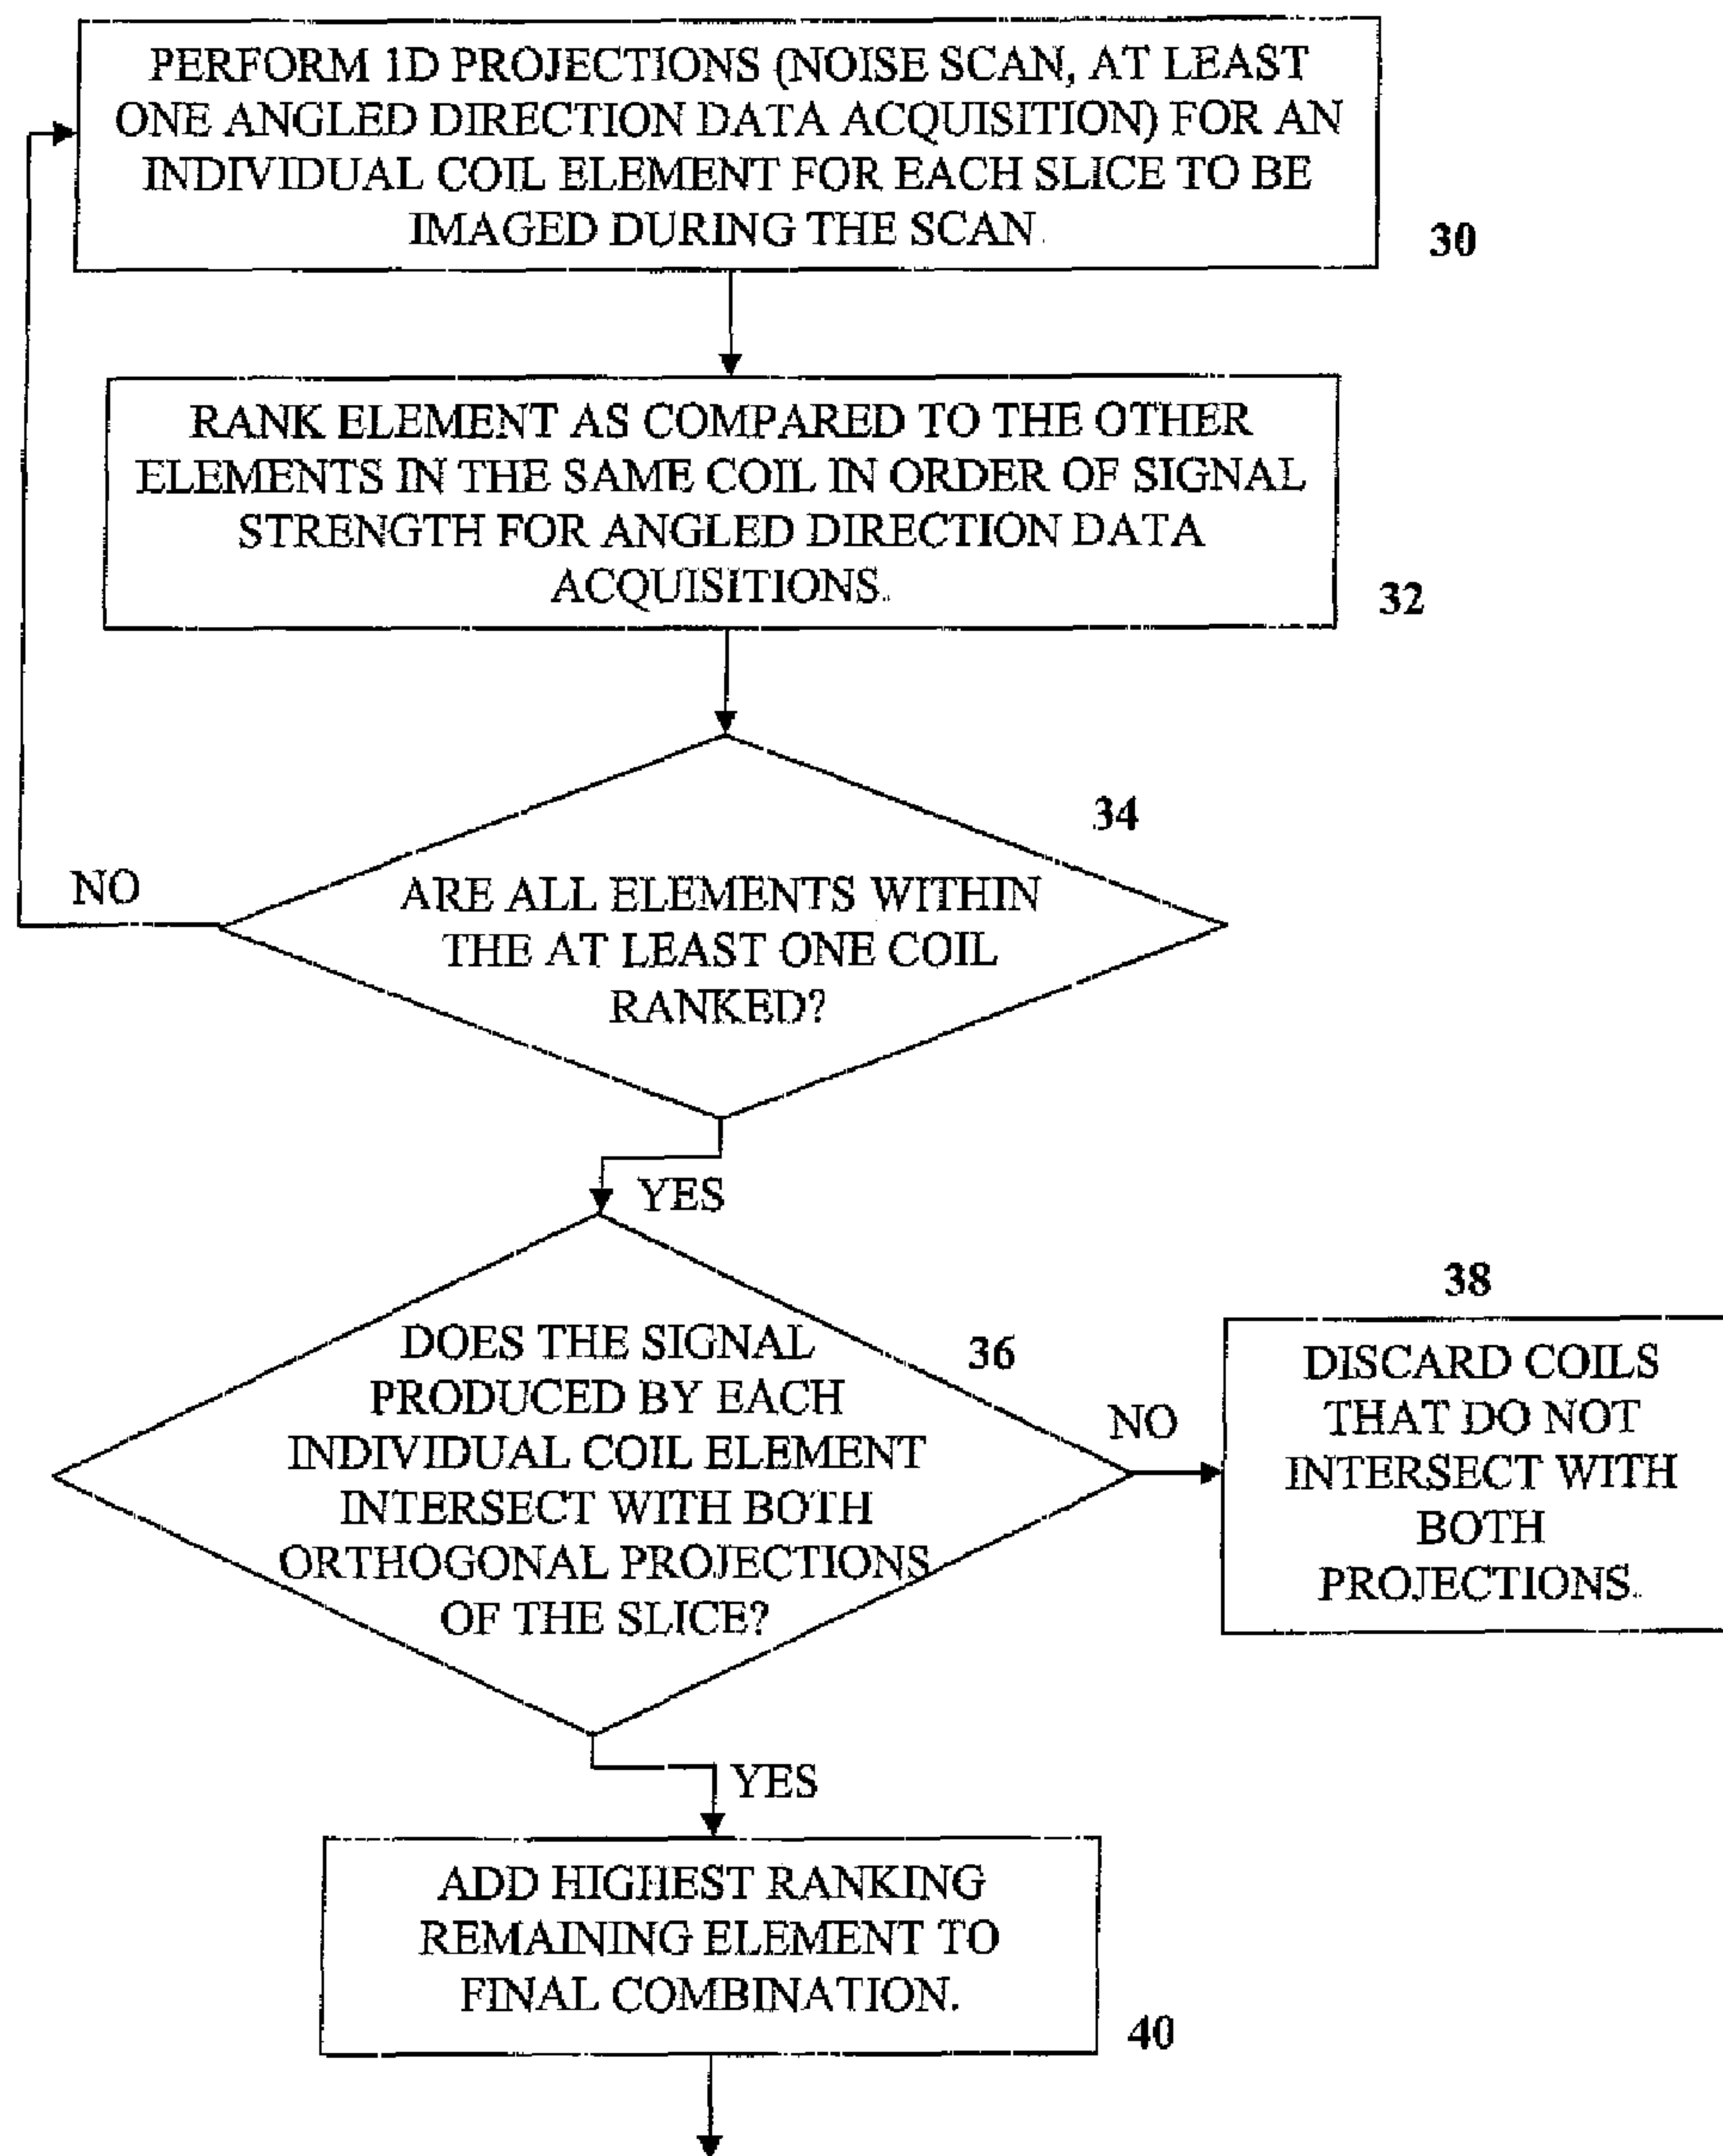 PERFORM 1D PROJECTIONS (NOISE SCAN, AT LEAST
ONE ANGLED DIRECTION DATA ACQUISITION) FOR AN
INDIVIDUAL COIL ELEMENT FOR EACH SLICE TO BE
IMAGED DURING THE SCAN.
30
RANK ELEMENT AS COMPARED TO THE OTHER
ELEMENTS IN THE SAME COIL IN ORDER OF SIGNAL
STRENGTH FOR ANGLED DIRECTION DATA
ACQUISITIONS.
32
34
NO
ARE ALL ELEMENTS WITHIN
THE AT LEAST ONE COIL
RANKED?
YES
36
DOES THE SIGNAL
PRODUCED BY EACH
INDIVIDUAL COIL ELEMENT
INTERSECT WITH BOTH
ORTHOGONAL PROJECTIONS
OF THE SLICE?
NO
38
DISCARD COILS
THAT DO NOT
INTERSECT WITH
BOTH
PROJECTIONS.
YES
ADD HIGHEST RANKING
REMAINING ELEMENT TO
FINAL COMBINATION.
40